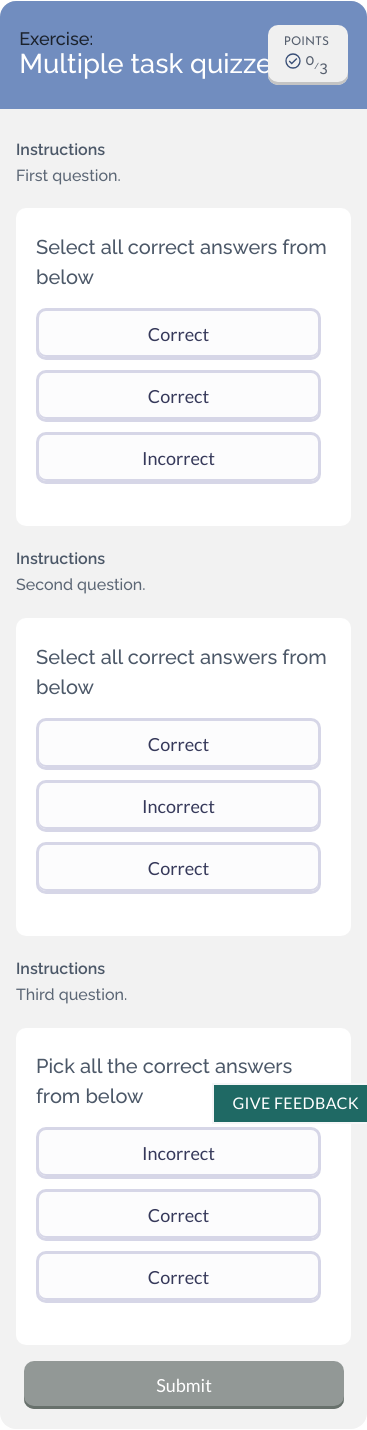 Exercise:
Multiple task quizze
POINTS
0/3
Instructions
First question.
Select all correct answers from
below
Correct
Correct
Incorrect
Instructions
Second question.
Select all correct answers from
below
Correct
Incorrect
Correct
Instructions
Third question.
Pick all the correct answers
from below
GIVE FEEDBACK
Incorrect
Correct
Correct
Submit